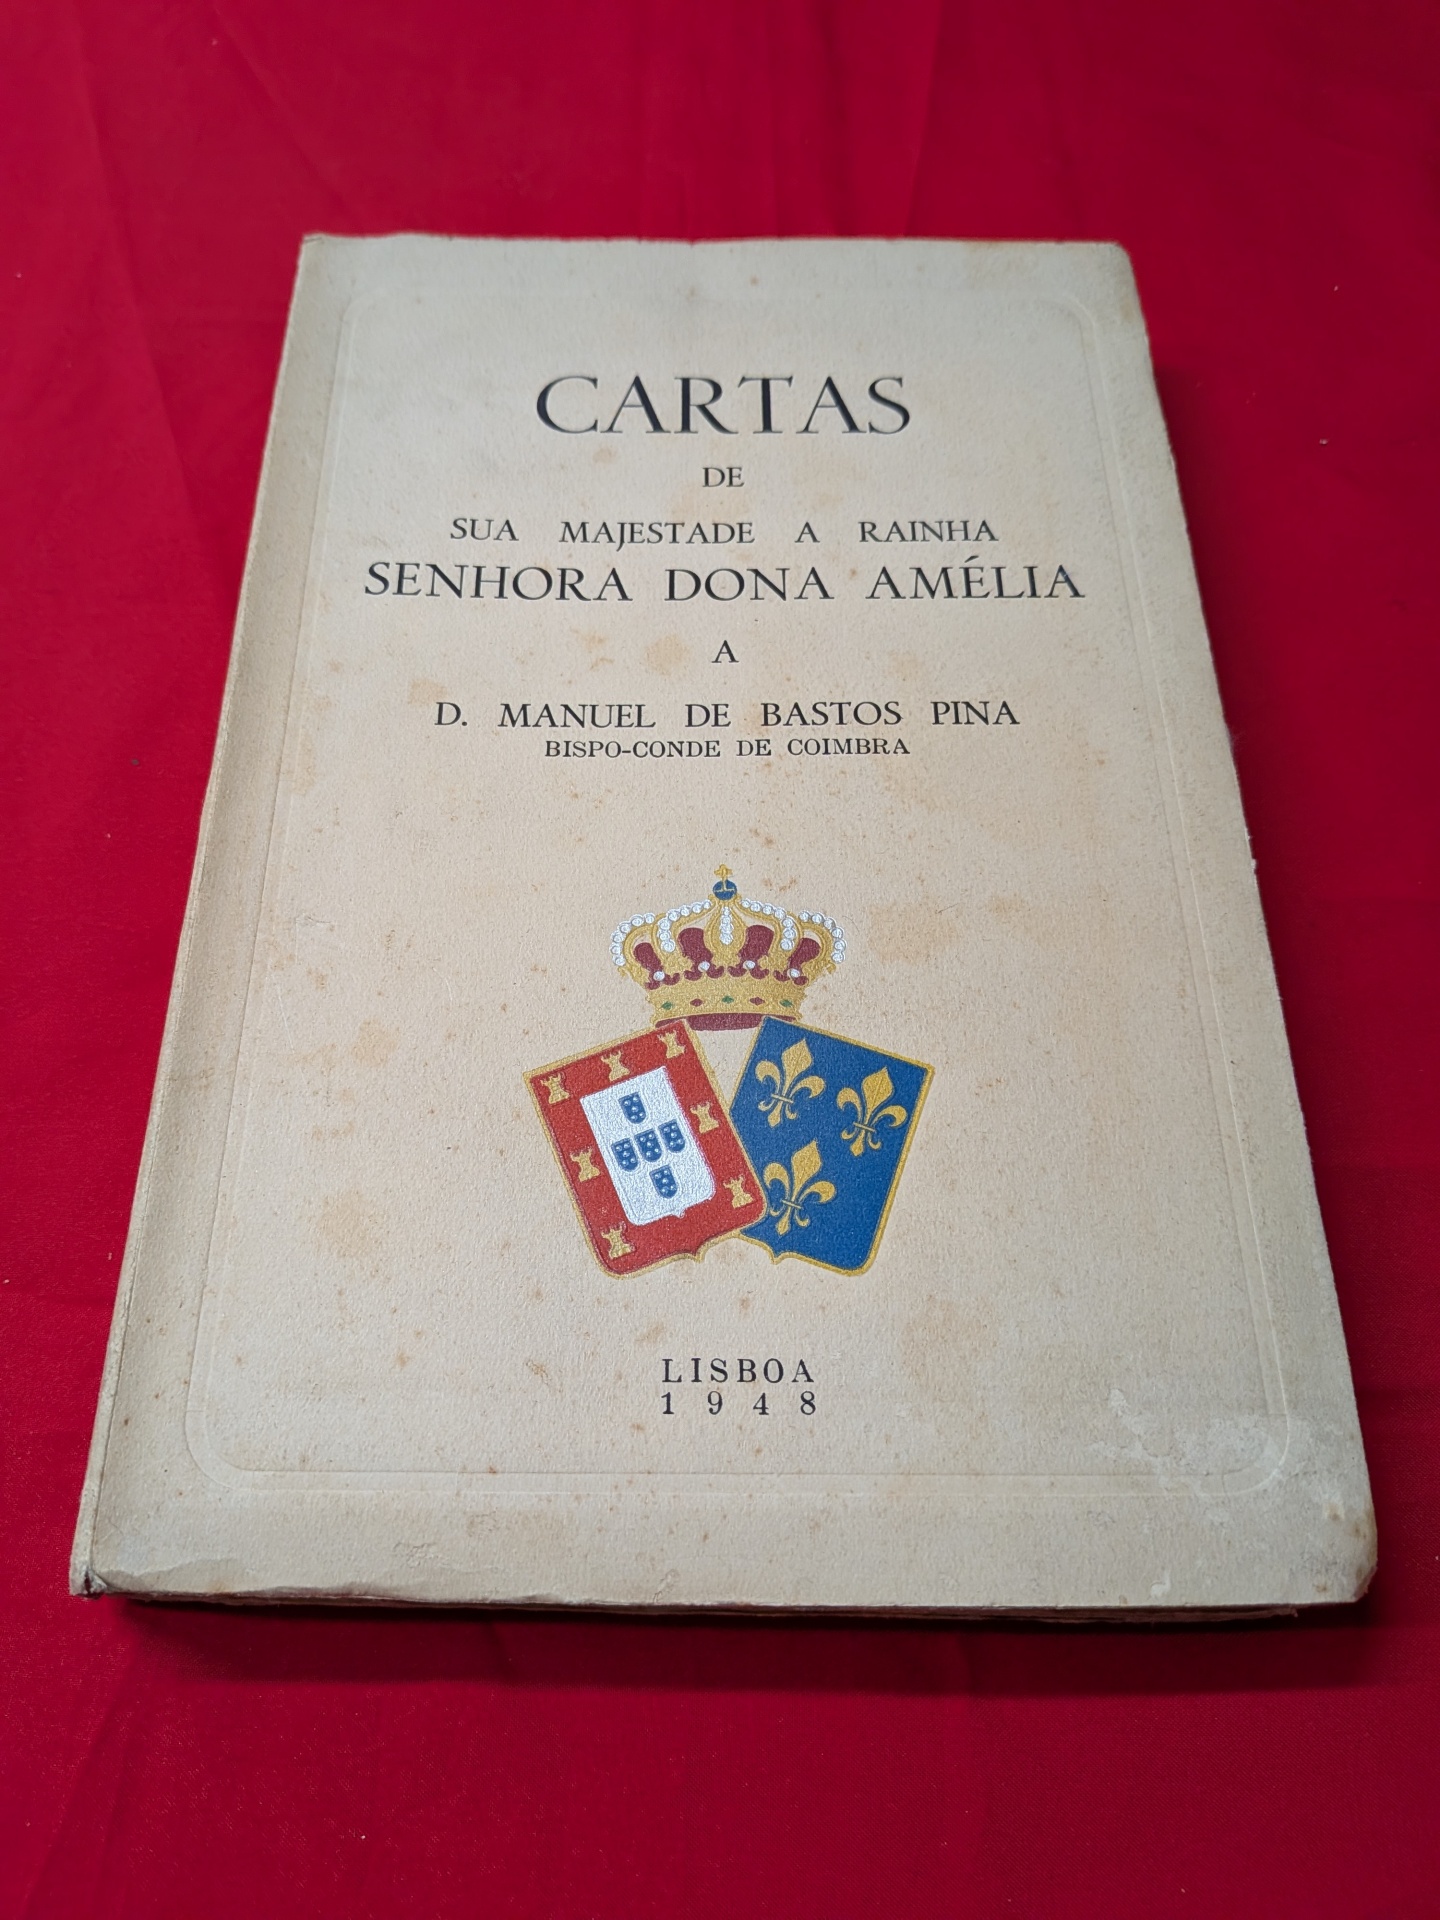 CARTAS
DE
SUA MAJESTADE A RAINHA
SENHORA DONA AMÉLIA
A
D. MANUEL DE BASTOS PINA
BISPO-CONDE DE COIMBRA
LISBOA
1948